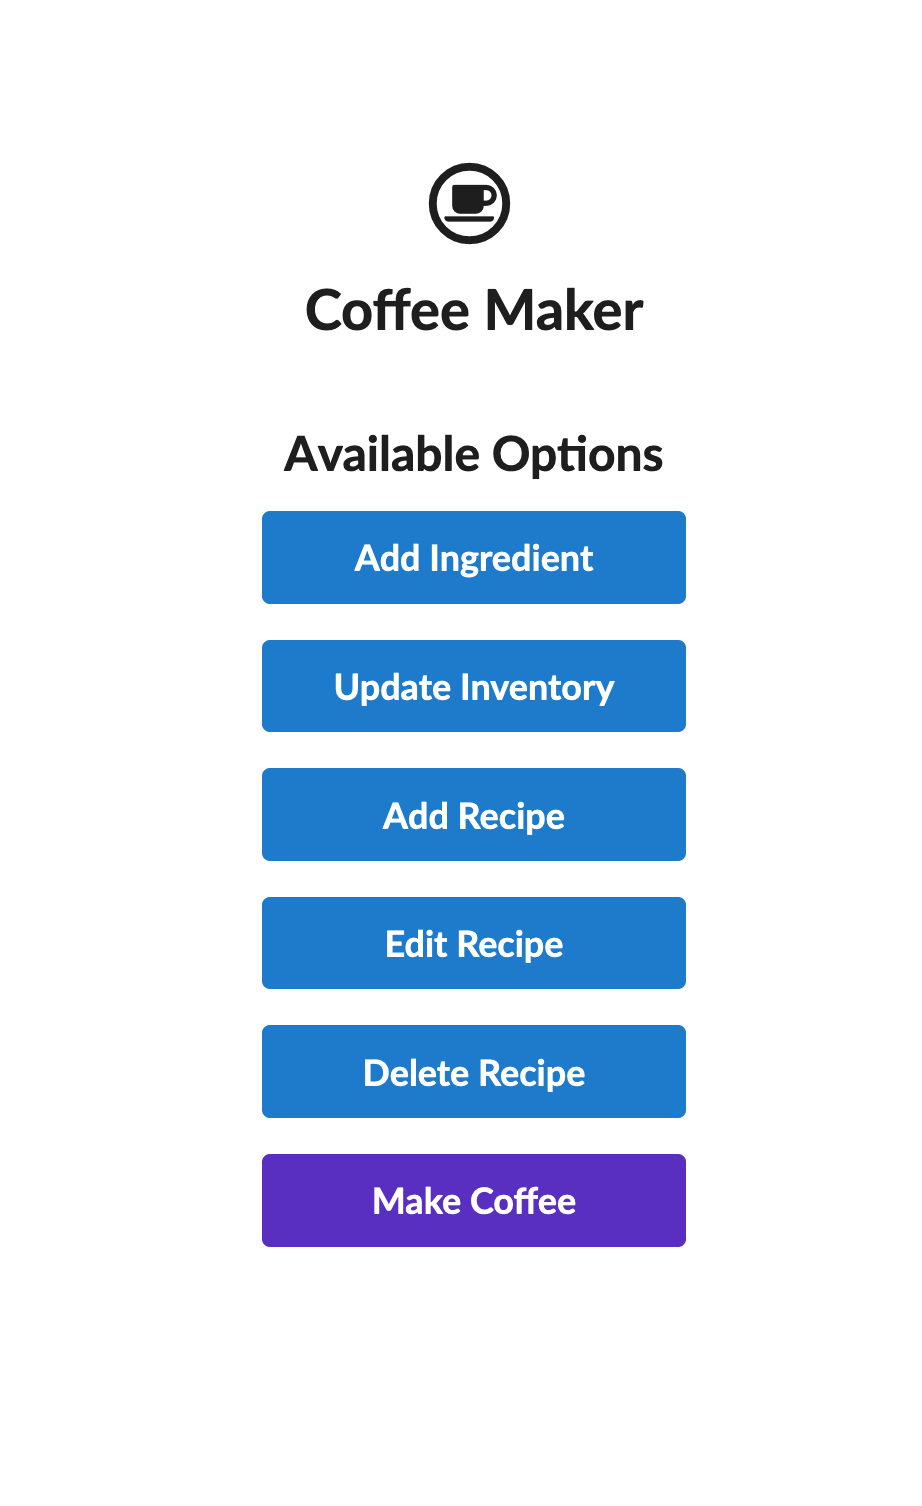 Coffee Maker
Available Options
Add Ingredient
Update Inventory
Add Recipe
Edit Recipe
Delete Recipe
Make Coffee